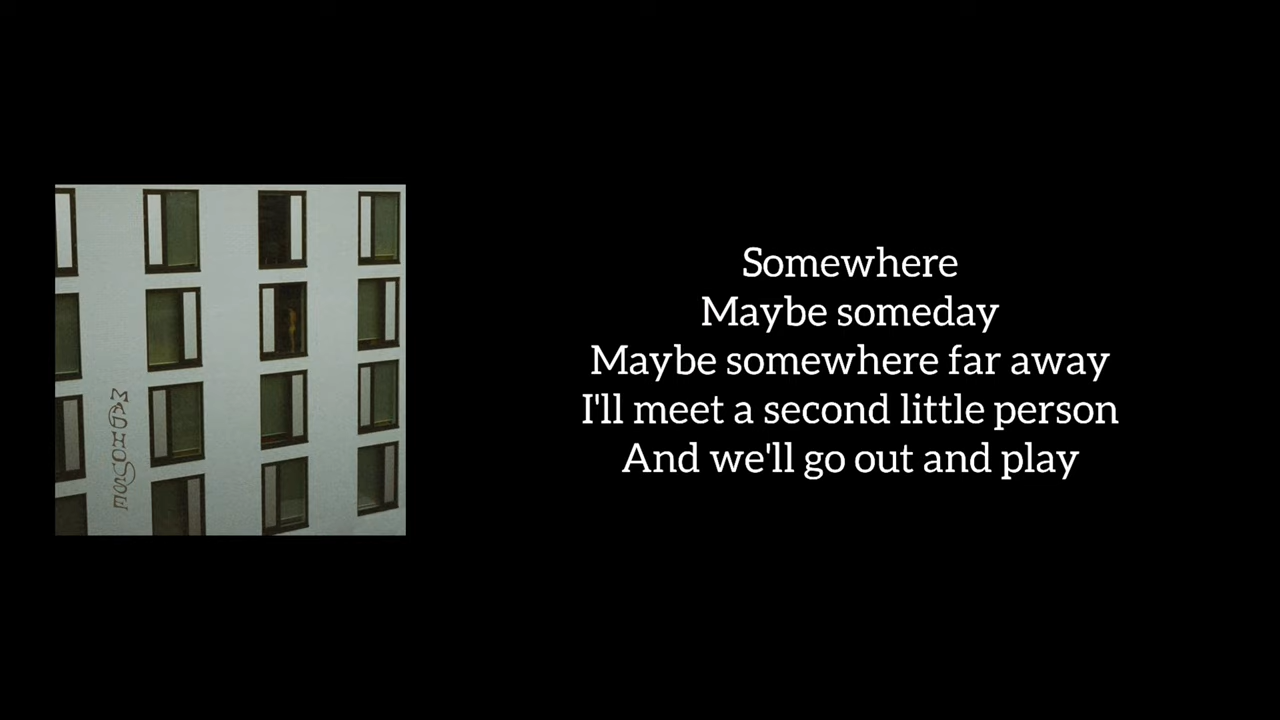 MADHOUSE
Somewhere
Maybe someday
Maybe somewhere far away
I'll meet a second little person
And we'll go out and play